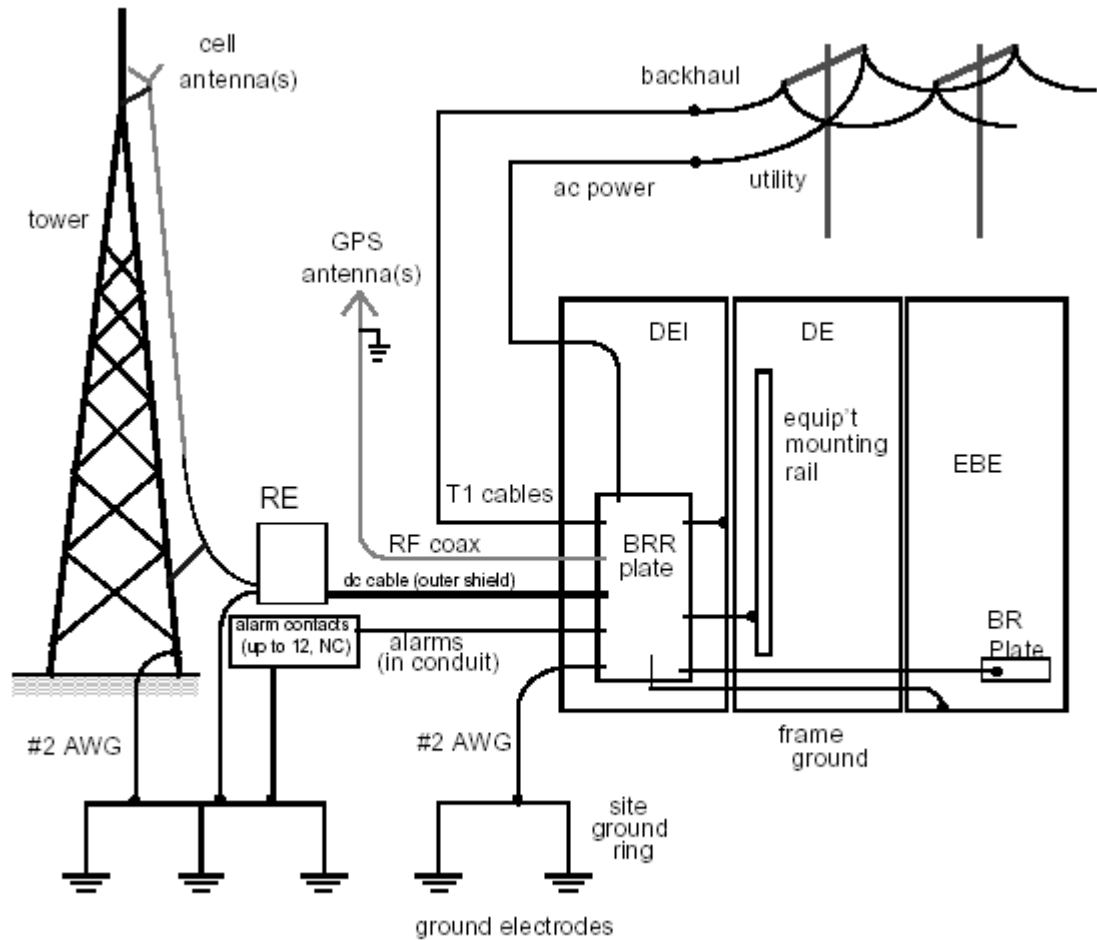 cell
antenna(s)
backhaul
ac power
utility
tower
GPS
antenna(s)
DEI
DE
equip't
mounting
rail
EBE
T1 cables
RE
RF coax
BRR
plate
dc cable (outer shield)
alarm contacts
(up to 12, NC)
alarms
(in conduit)
BR
Plate
#2 AWG
#2 AWG
frame
ground
site
ground
ring
ground electrodes